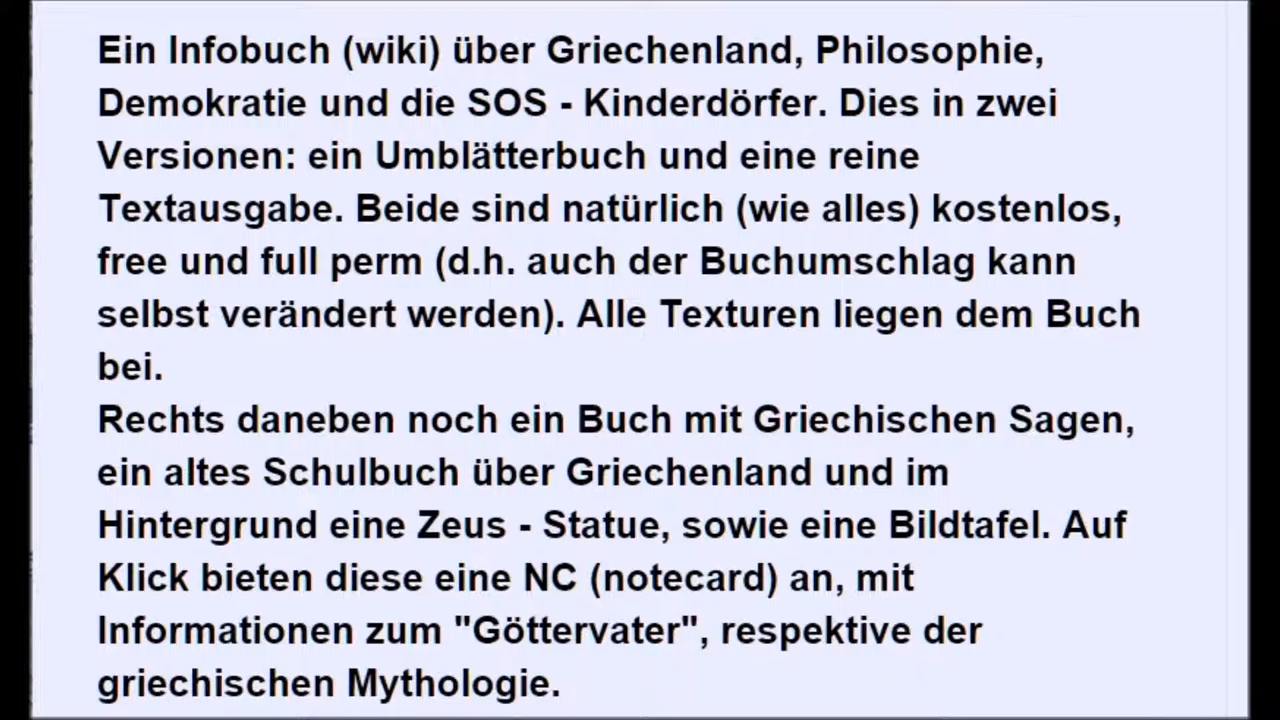 Ein Infobuch (wiki) über Griechenland, Philosophie,
Demokratie und die SOS - Kinderdörfer. Dies in zwei
Versionen: ein Umblätterbuch und eine reine
Textausgabe. Beide sind natürlich (wie alles) kostenlos,
free und full perm (d.h. auch der Buchumschlag kann
selbst verändert werden). Alle Texturen liegen dem Buch
bei.
Rechts daneben noch ein Buch mit Griechischen Sagen,
ein altes Schulbuch über Griechenland und im
Hintergrund eine Zeus - Statue, sowie eine Bildtafel. Auf
Klick bieten diese eine NC (notecard) an, mit
Informationen zum "Göttervater", respektive der
griechischen Mythologie.